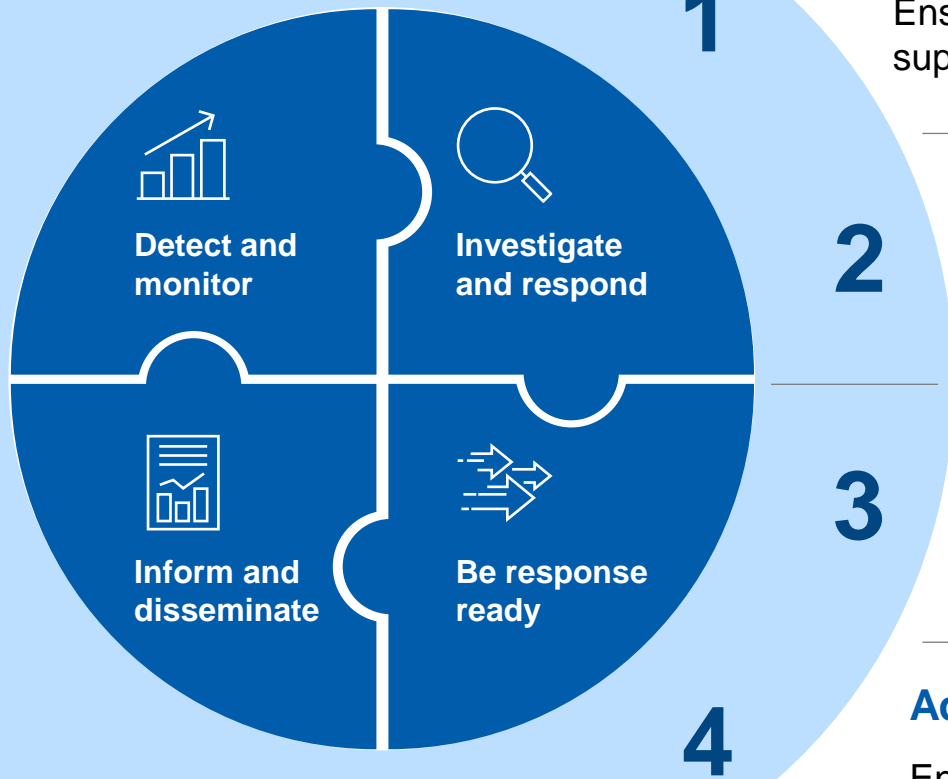 1
Detect and
monitor
Investigate
and respond
2
Inform and
disseminate
Be response
ready
3
4